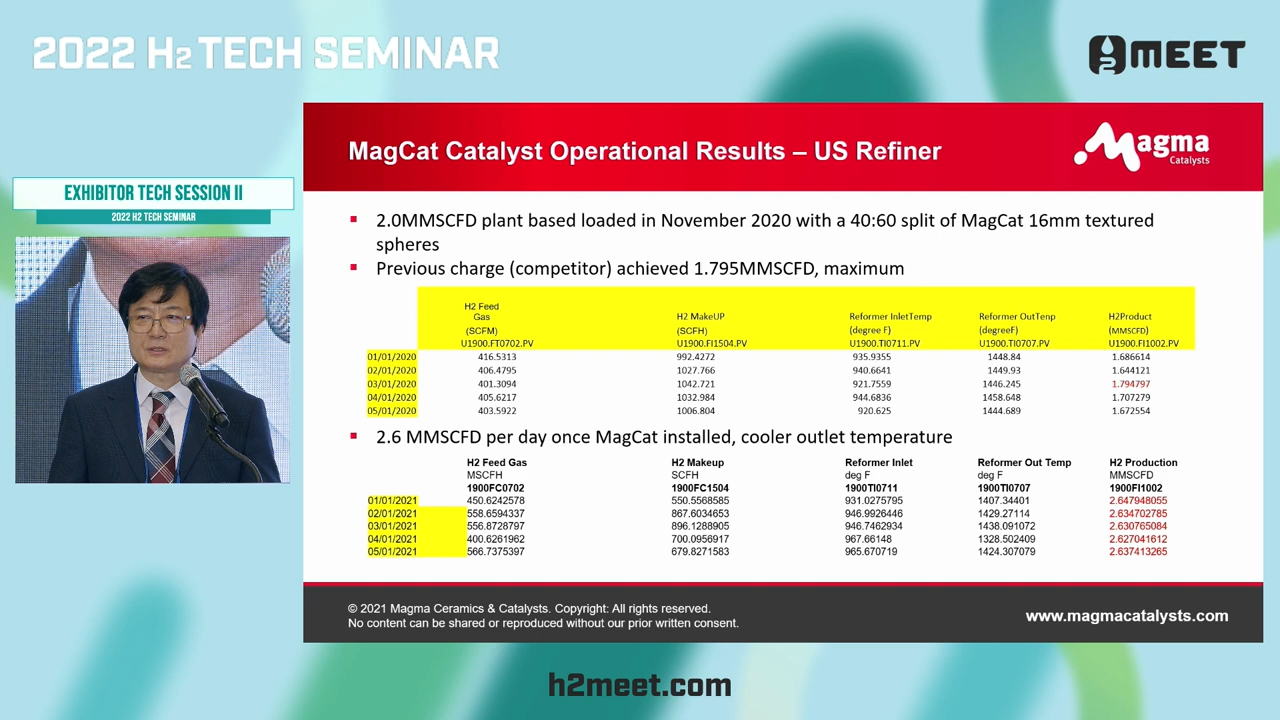 2022 H2 TECH SEMINAR
MEET
EXHIBITOR TECH SESSION II
2022 H2 TECH SEMINAR
MagCat Catalyst Operational Results – US Refiner
Magma
Catalysts
2.0MMSCFD plant based loaded in November 2020 with a 40:60 split of MagCat 16mm textured
spheres
Previous charge (competitor) achieved 1.795MMSCFD, maximum
H2 Feed
Gas H2 MakeUP Reformer InletTemp Reformer OutTenp H2Product
(SCFM) (SCFH) (degree F) (degreeF) (MMSCFD)
U1900.FT0702.PV U1900.FI1504.PV U1900.TI0711.PV U1900.TI0707.PV U1900.FI1002.PV
01/01/2020 416.5313 992.4272 935.9355 1448.84 1.686614
02/01/2020 406.4795 1027.766 940.6641 1449.93 1.644121
03/01/2020 401.3094 1042.721 921.7559 1446.245 1.794797
04/01/2020 405.6217 1032.984 944.6836 1458.648 1.707279
05/01/2020 403.5922 1006.804 920.625 1444.689 1.672554
2.6 MMSCFD per day once MagCat installed, cooler outlet temperature
H2 Feed Gas H2 Makeup Reformer Inlet Reformer Out Temp H2 Production
MSCFH SCFH deg F deg F MMSCFD
1900FC0702 1900FC1504 1900TI0711 1900TI0707 1900FI1002
01/01/2021 450.6242578 550.5568585 931.0275795 1407.34401 2.647948055
02/01/2021 558.6594337 867.6034653 946.9926446 1429.27114 2.634702785
03/01/2021 556.8728797 896.1288905 946.7462934 1438.091072 2.630765084
04/01/2021 400.6261962 700.0956917 967.66148 1328.502409 2.627041612
05/01/2021 566.7375397 679.8271583 965.670719 1424.307079 2.637413265
© 2021 Magma Ceramics & Catalysts. Copyright: All rights reserved.
No content can be shared or reproduced without our prior written consent.
www.magmacatalysts.com
h2meet.com